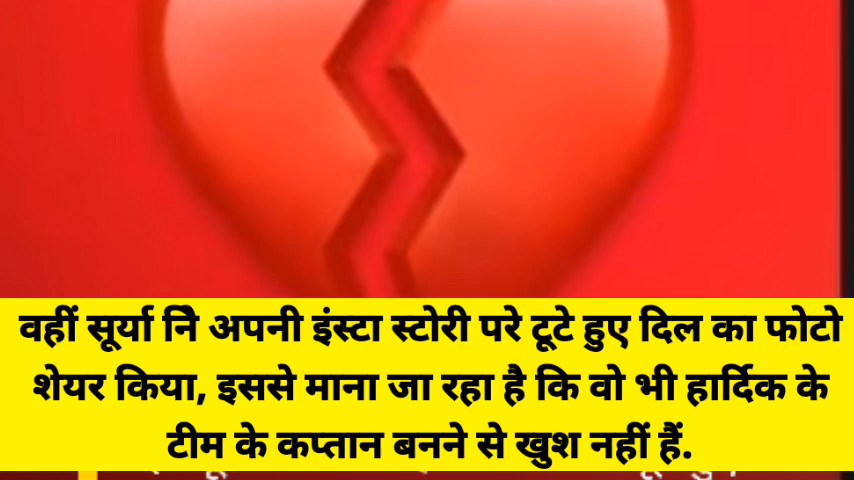 वहीं सूर्या निे अपनी इंस्टा स्टोरी परे टूटे हुए दिल का फोटो
शेयर किया, इससे माना जा रहा है कि वो भी हार्दिक के
टीम के कप्तान बनने से खुश नहीं हैं.